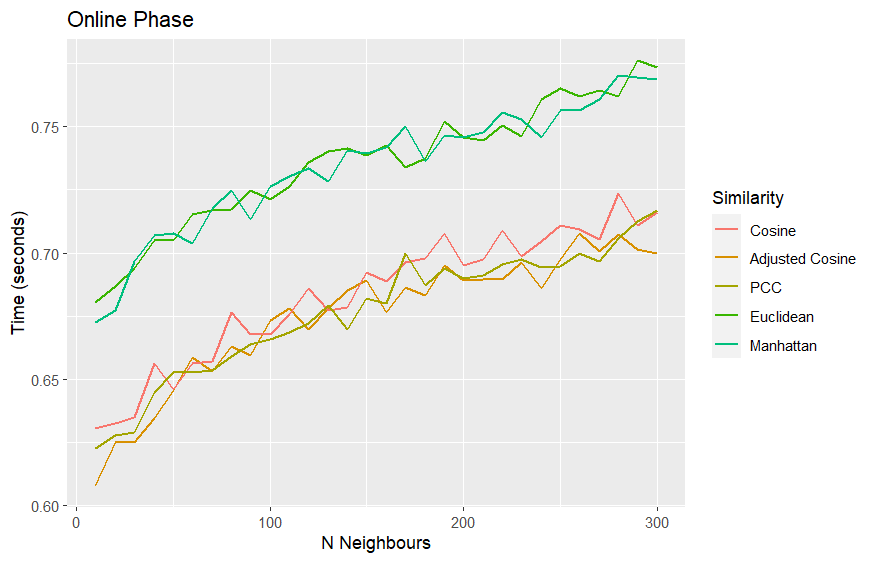 Online Phase
Time (seconds)
0.75
0.70
0.65
0.60
0
100
200
300
N Neighbours
Similarity
Cosine
Adjusted Cosine
PCC
Euclidean
Manhattan